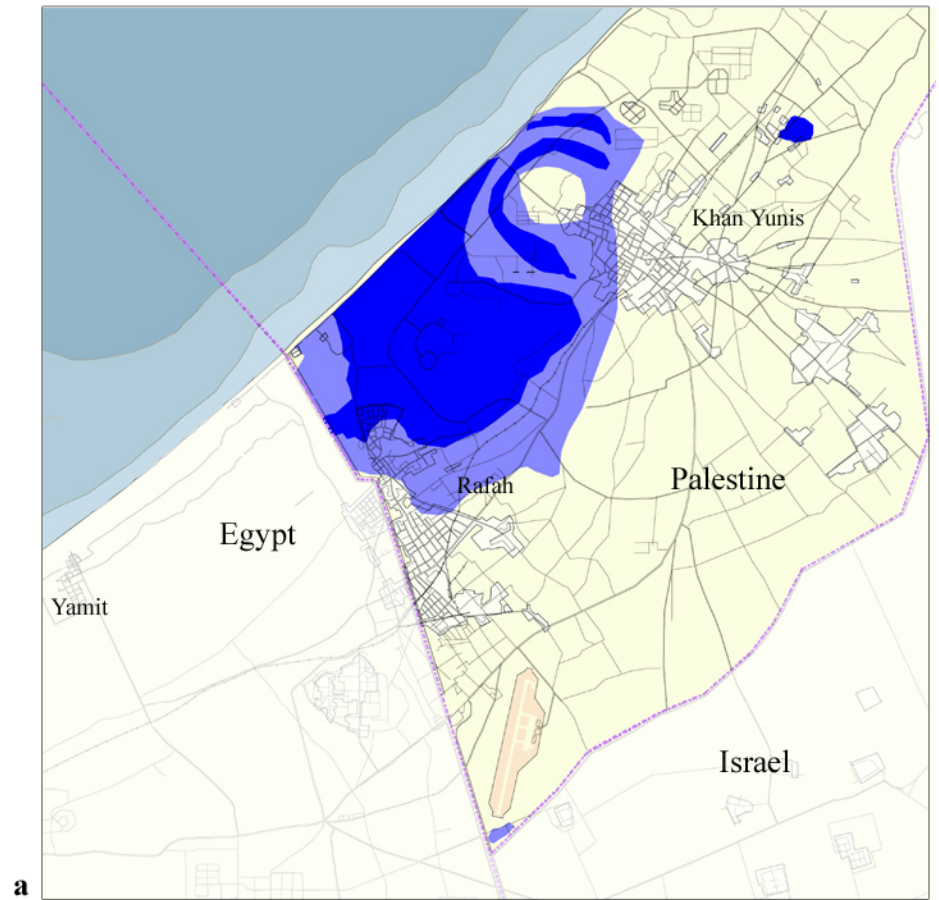 Khan Yunis
Palestine
Rafah
Egypt
Yamit
Israel
a